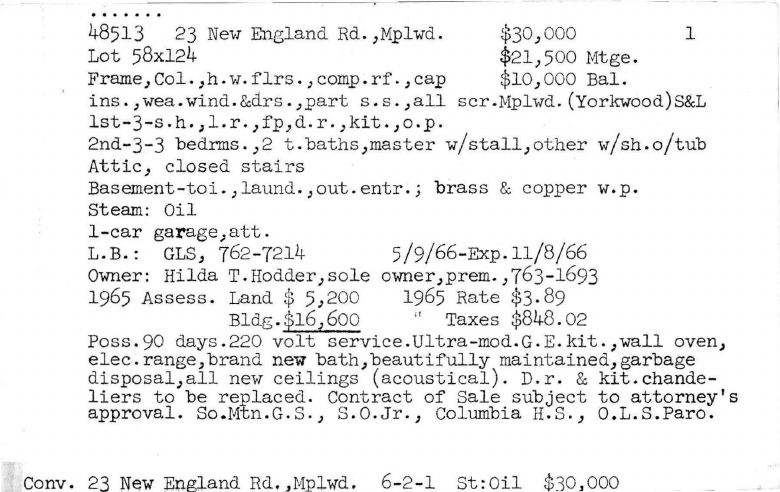 48513 23 New England Rd.,Mplwd. $30,000 1
Lot 58x124 $21,500 Mtge.
Frame,Col.,h.w.flrs.,comp.rf.,cap $10,000 Bal.
ins.,wea.wind.&drs.,part s.s.,all scr.Mplwd.(Yorkwood)S&L
1st-3-s.h.,l.r.,fp,d.r.,kit.,o.p.
2nd-3-3 bedrms.,2 t.baths,master w/stall,other w/sh.o/tub
Attic, closed stairs
Basement-toi.,laund.,out.entr.; brass & copper w.p.
Steam: Oil
1-car garage,att.
L.B.: GLS, 762-7214 5/9/66-Exp.11/8/66
Owner: Hilda T.Hodder,sole owner,prem.,763-1693
1965 Assess. Land $ 5,200 1965 Rate $3.89
Bldg.$16,600 " Taxes $848.02
Poss.90 days.220 volt service.Ultra-mod.G.E.kit.,wall oven,
elec.range,brand new bath,beautifully maintained,garbage
disposal,all new ceilings (acoustical). D.r. & kit.chande-
liers to be replaced. Contract of Sale subject to attorney's
approval. So.Mtn.G.S., S.O.Jr., Columbia H.S., O.L.S.Paro.
Conv. 23 New England Rd.,Mplwd. 6-2-1 St:Oil $30,000